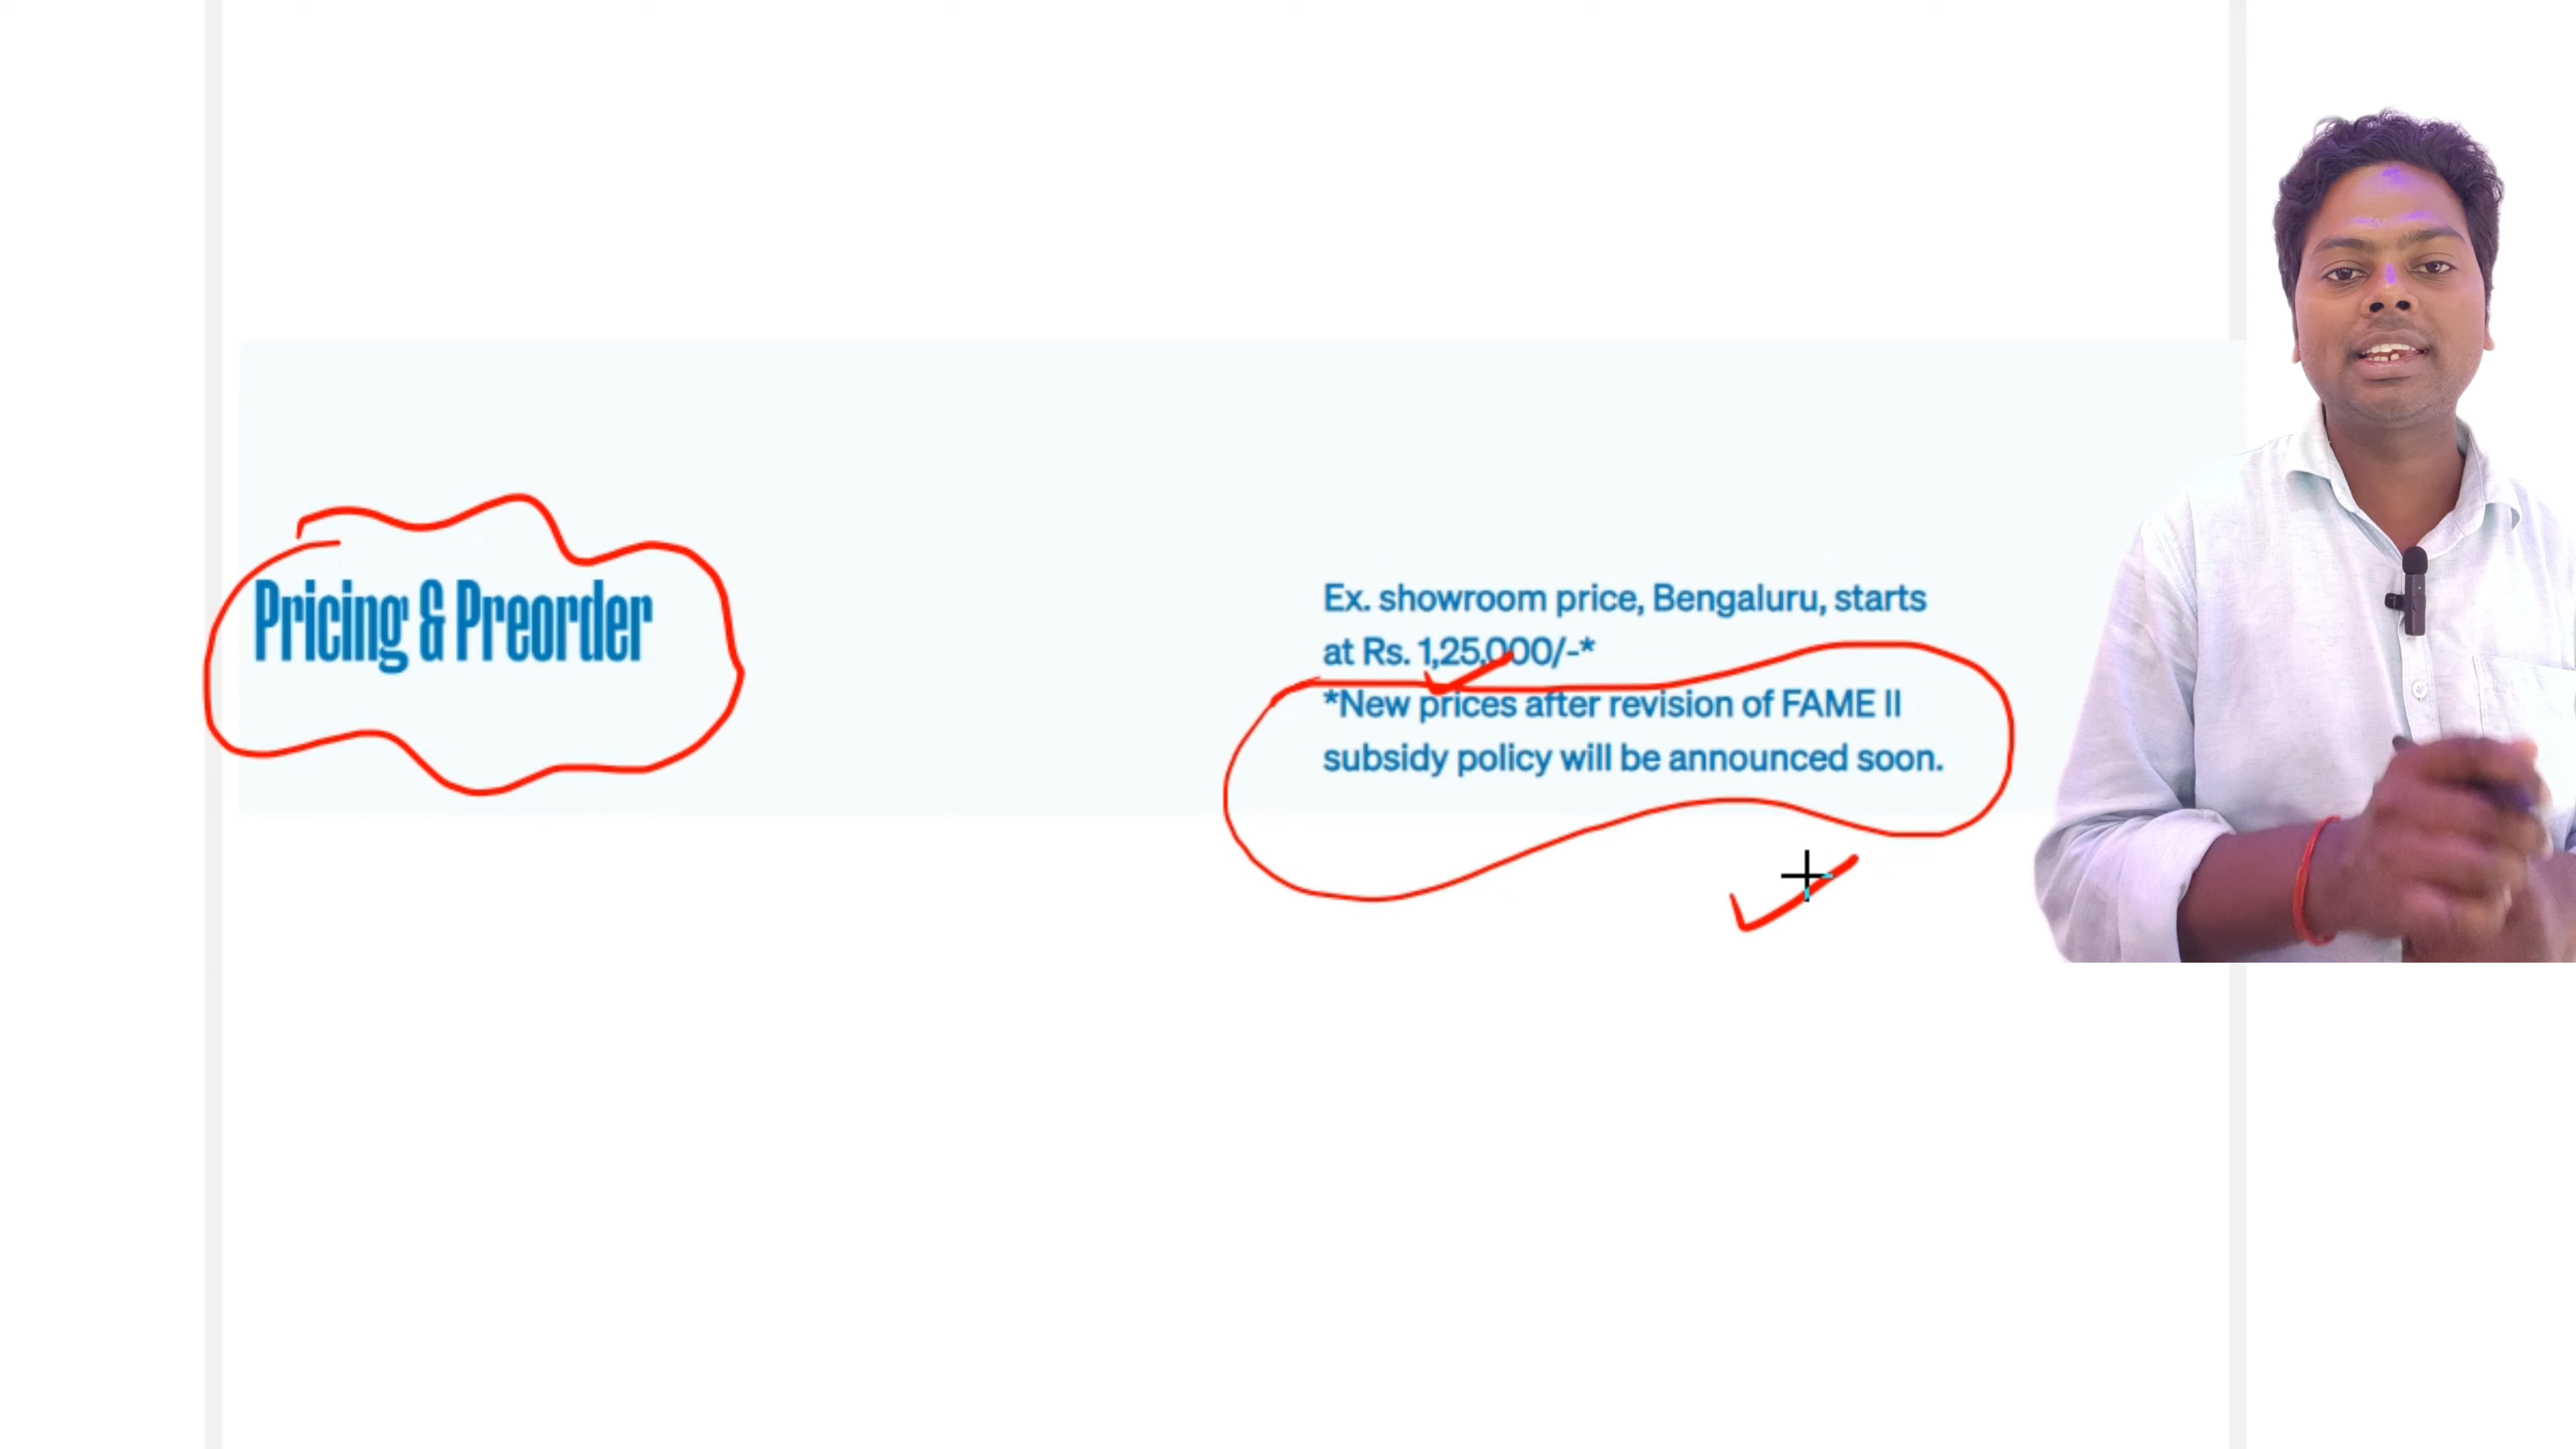 Pricing & Preorder
Ex. showroom price, Bengaluru, starts
at Rs. 1,25,000/-*
*New prices after revision of FAME II
subsidy policy will be announced soon.